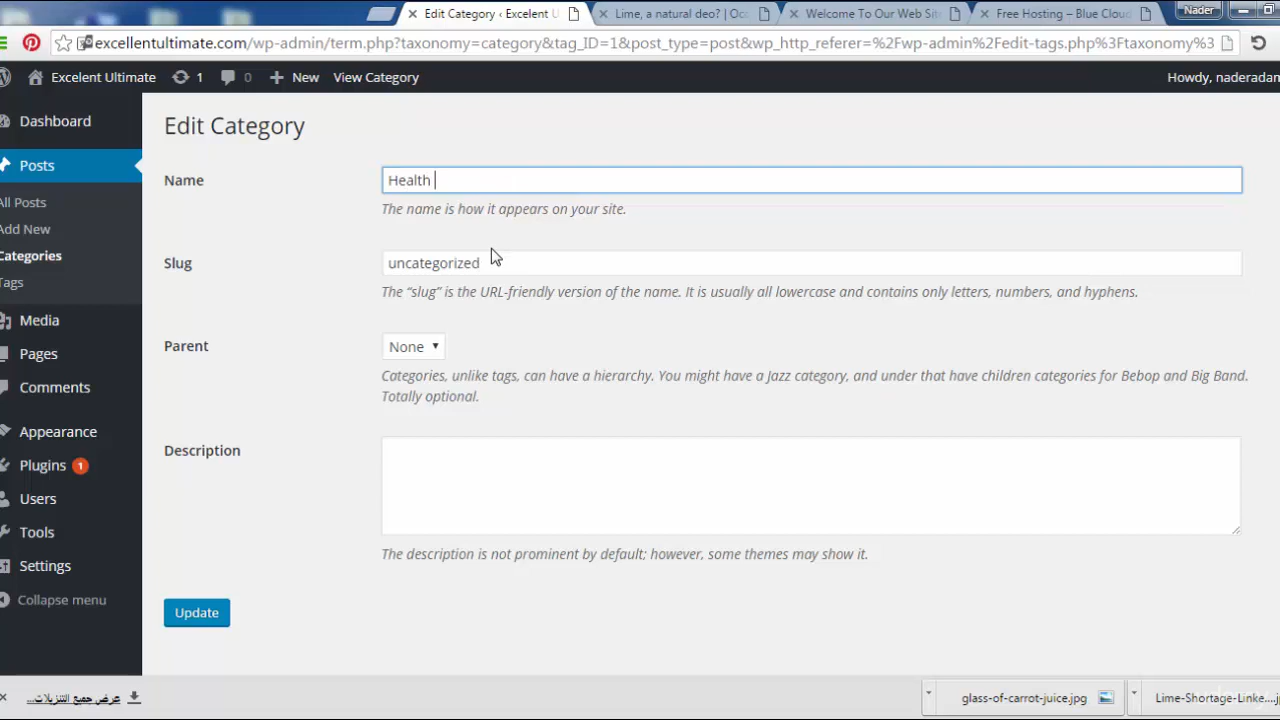 Edit Category ‹ Excelent U
Lime, a natural deo? | Oc
Welcome To Our Web Sit
Free Hosting – Blue Cloud
Nader
excellentultimate.com/wp-admin/term.php?taxonomy=category&tag_ID=1&post_type=post&wp_http_referer=%2Fwp-admin%2Fedit-tags.php%3Ftaxonomy%3
Excelent Ultimate
1
0
New
View Category
Howdy, naderadam
Dashboard
Posts
All Posts
Add New
Categories
Tags
Media
Pages
Comments
Appearance
Plugins 1
Users
Tools
Settings
Collapse menu
Edit Category
Name
Health
The name is how it appears on your site.
Slug
uncategorized
The “slug” is the URL-friendly version of the name. It is usually all lowercase and contains only letters, numbers, and hyphens.
Parent
None
Categories, unlike tags, can have a hierarchy. You might have a Jazz category, and under that have children categories for Bebop and Big Band.
Totally optional.
Description
The description is not prominent by default; however, some themes may show it.
Update
عرض جميع التنزيلات...
glass-of-carrot-juice.jpg
Lime-Shortage-Linke....j